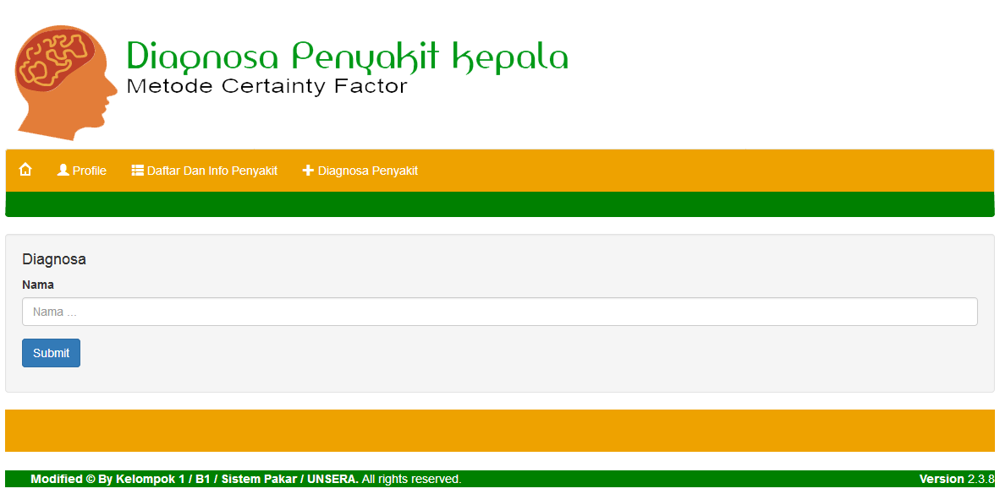 Diagnosa Penyakit kepala
Metode Certainty Factor
Profile Daftar Dan Info Penyakit Diagnosa Penyakit
Diagnosa
Nama
Nama ...
Submit
Modified © By Kelompok 1 / B1 / Sistem Pakar / UNSERA. All rights reserved. Version 2.3.8